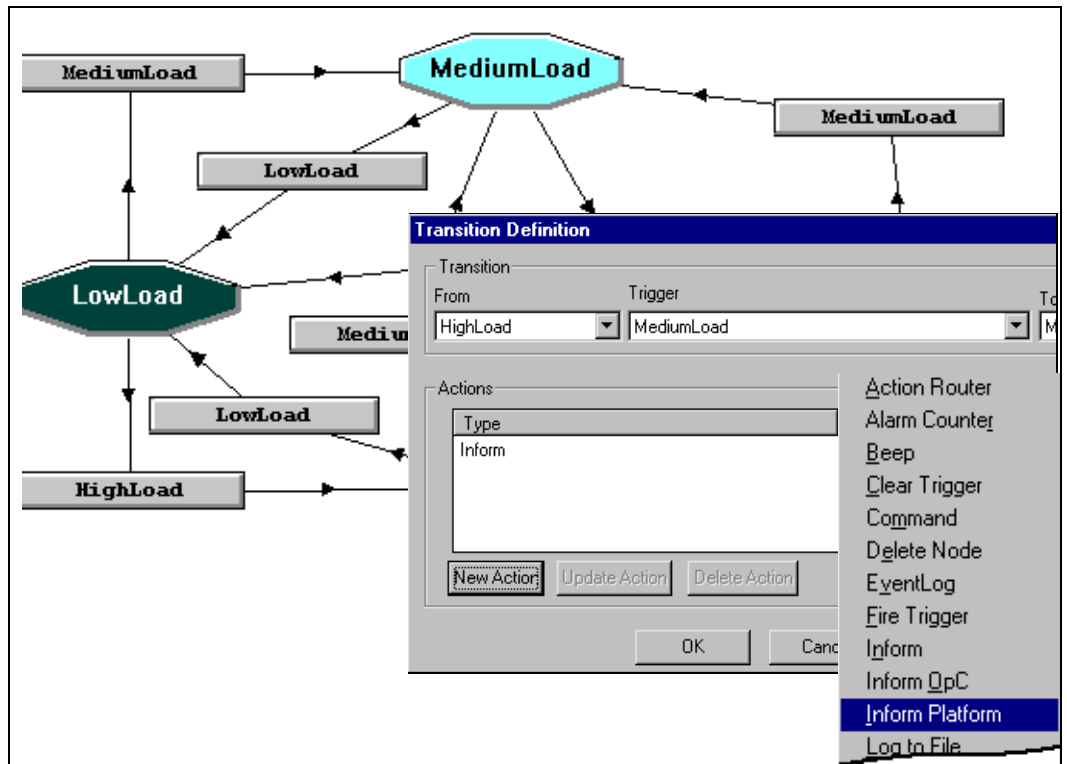 MediumLoad
MediumLoad
MediumLoad
LowLoad
LowLoad
Mediu
LowLoad
HighLoad
Transition Definition
Transition
From
Trigger
HighLoad
MediumLoad
M
Actions
Type
Inform
New Action
Update Action
Delete Action
OK
Canc
Action Router
Alarm Counter
Beep
Clear Trigger
Command
Delete Node
EventLog
Fire Trigger
Inform
Inform OpC
Inform Platform
Log to File